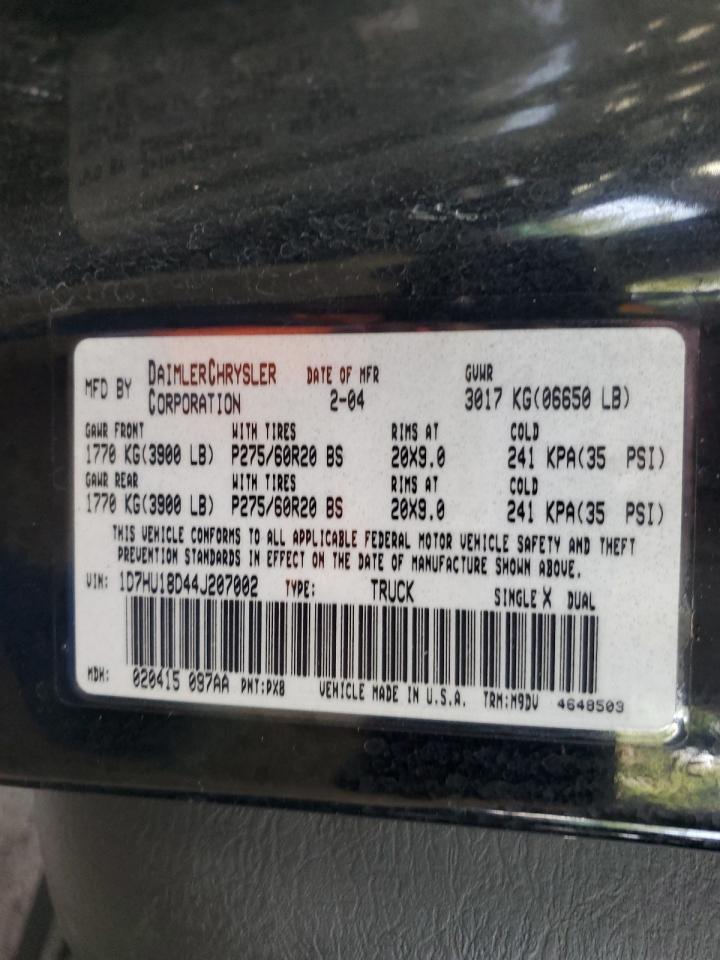 MFD BY DAIMLERCHRYSLER CORPORATION DATE OF MFR 2-04 GVWR 3017 KG(06650 LB)
GAWR FRONT WITH TIRES RIMS AT COLD
1770 KG(3900 LB) P275/60R20 BS 20X9.0 241 KPA(35 PSI)
GAWR REAR WITH TIRES RIMS AT COLD
1770 KG(3900 LB) P275/60R20 BS 20X9.0 241 KPA(35 PSI)
THIS VEHICLE CONFORMS TO ALL APPLICABLE FEDERAL MOTOR VEHICLE SAFETY AND THEFT
PREVENTION STANDARDS IN EFFECT ON THE DATE OF MANUFACTURE SHOWN ABOVE.
VIN: 1D7HU18D44J207002 TYPE: TRUCK SINGLE X DUAL
MDH: 020415 097AA PNT:PX8 VEHICLE MADE IN U.S.A. TRM:M9DV 4648503